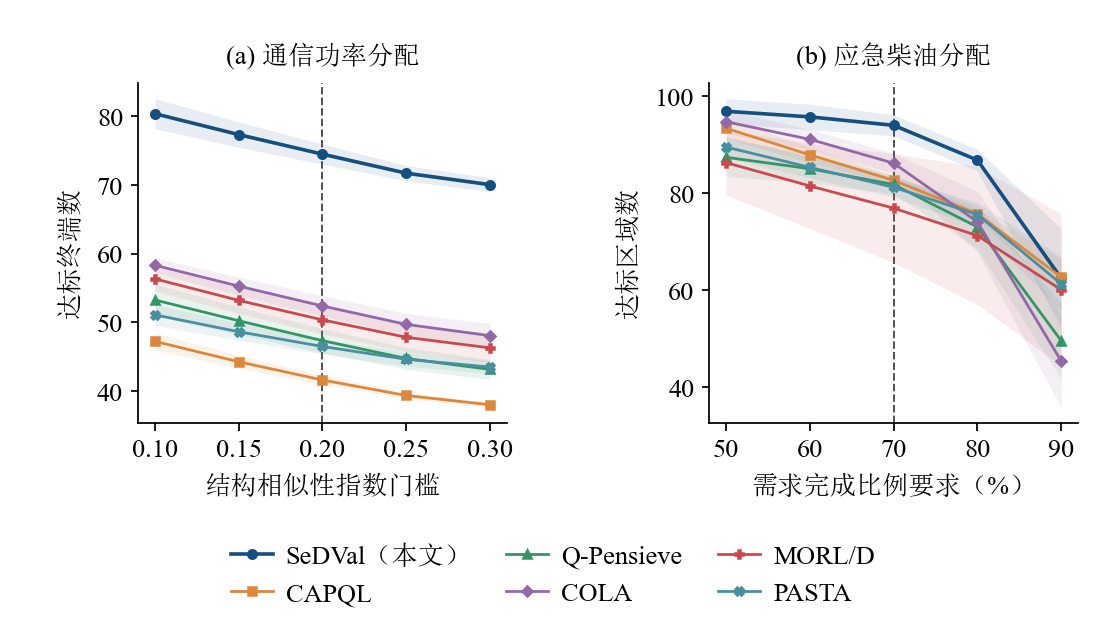 (a) 通信功率分配
80
70
60
50
40
达标终端数
0.10 0.15 0.20 0.25 0.30
结构相似性指数门槛
(b) 应急柴油分配
100
80
60
40
达标区域数
50 60 70 80 90
需求完成比例要求（%）
SeDVal（本文） Q-Pensieve MORL/D
CAPQL COLA PASTA